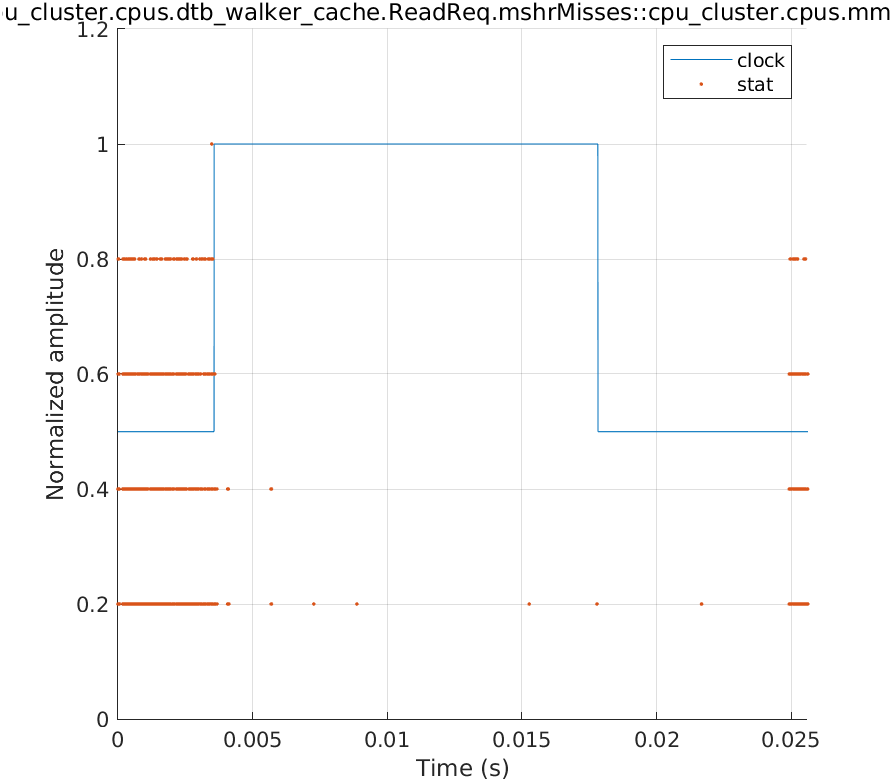 u_cluster.cpus.dtb_walker_cache.ReadReq.mshrMisses::cpu_cluster.cpus.mm
1.2
clock
stat
1
0.8
0.6
0.4
0.2
0
Normalized amplitude
0 0.005 0.01 0.015 0.02 0.025
Time (s)